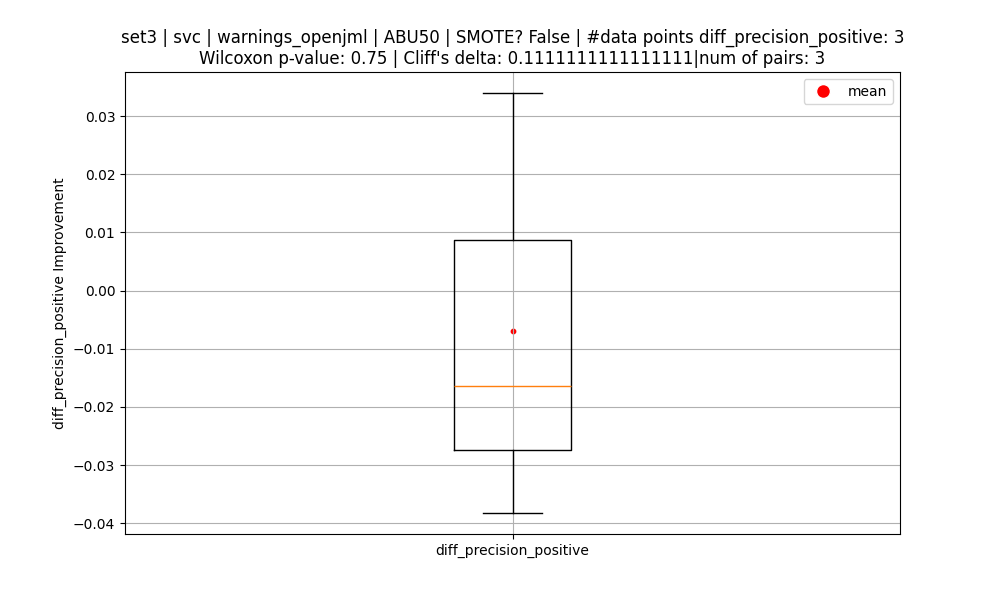 set3 | svc | warnings_openjml | ABU50 | SMOTE? False | #data points diff_precision_positive: 3
Wilcoxon p-value: 0.75 | Cliff's delta: 0.1111111111111111|num of pairs: 3
mean
diff_precision_positive Improvement
0.03
0.02
0.01
0.00
−0.01
−0.02
−0.03
−0.04
diff_precision_positive